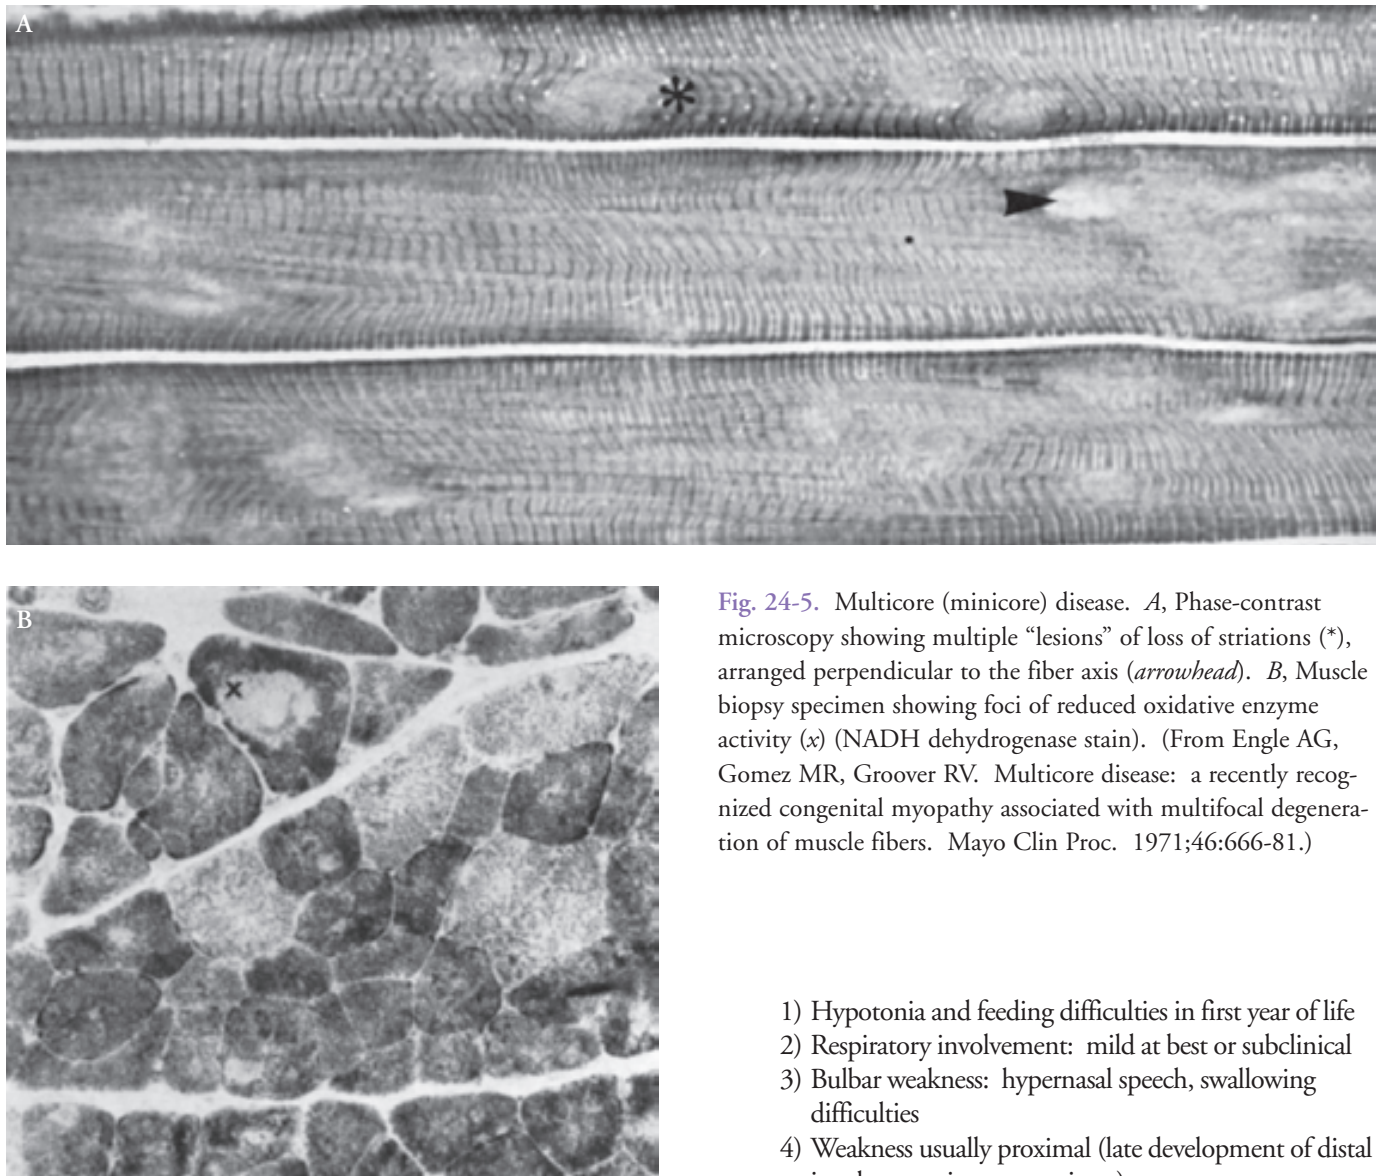 A
*
B
x
Fig. 24-5. Multicore (minicore) disease. A, Phase-contrast
microscopy showing multiple “lesions” of loss of striations (*),
arranged perpendicular to the fiber axis (arrowhead). B, Muscle
biopsy specimen showing foci of reduced oxidative enzyme
activity (x) (NADH dehydrogenase stain). (From Engle AG,
Gomez MR, Groover RV. Multicore disease: a recently recog-
nized congenital myopathy associated with multifocal degenera-
tion of muscle fibers. Mayo Clin Proc. 1971;46:666-81.)
1) Hypotonia and feeding difficulties in first year of life
2) Respiratory involvement: mild at best or subclinical
3) Bulbar weakness: hypernasal speech, swallowing
difficulties
4) Weakness usually proximal (late development of distal